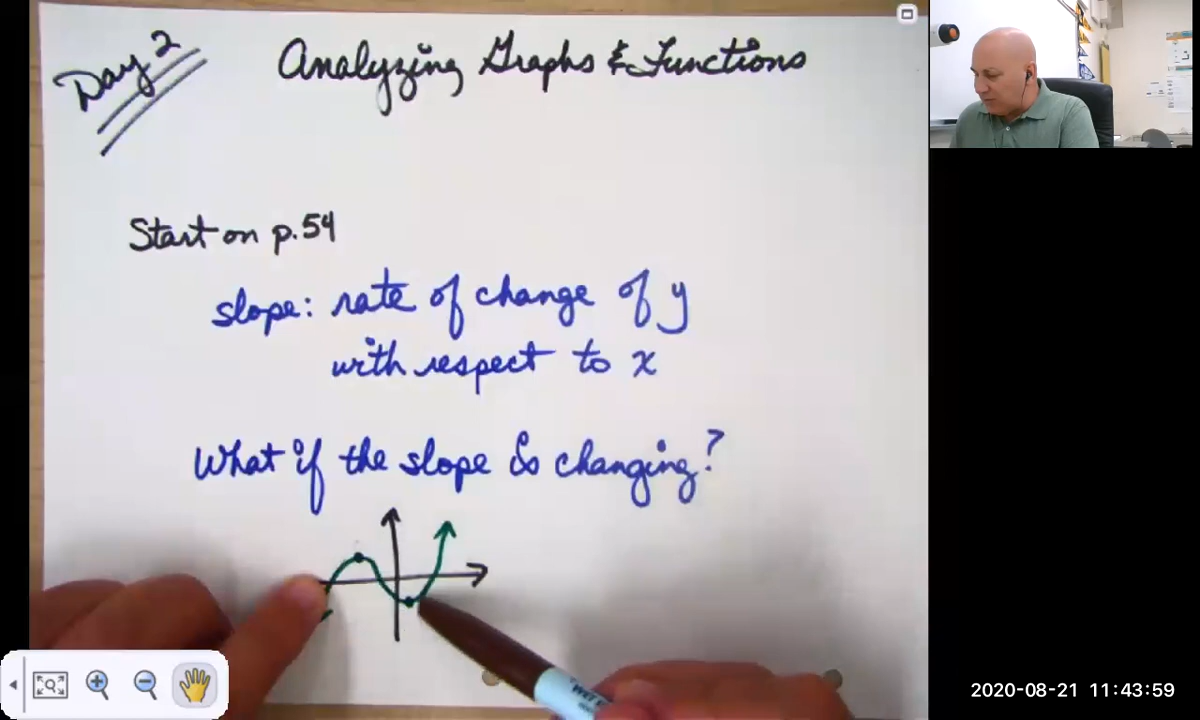 Day 2
Analyzing Graphs & Functions
Start on p.54
slope: rate of change of y
with respect to x
What if the slope is changing?
2020-08-21 11:43:59